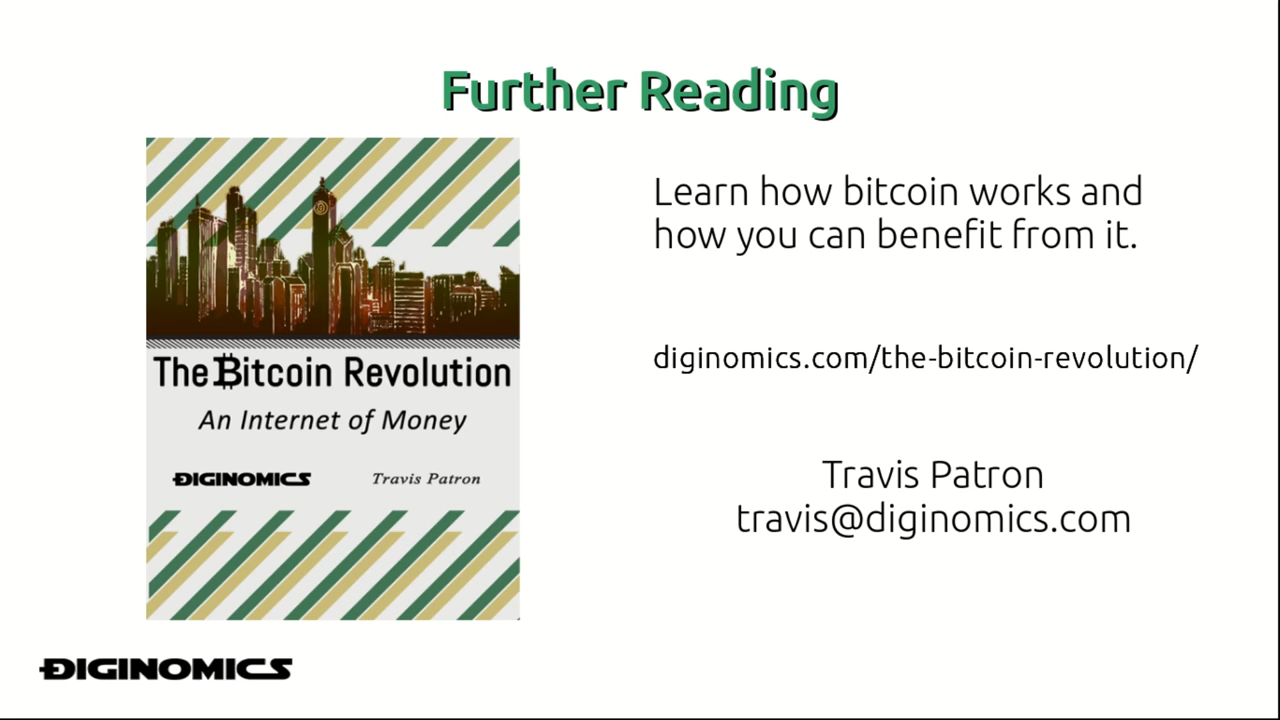 Further Reading
The Bitcoin Revolution
An Internet of Money
DIGINOMICS
Travis Patron
Learn how bitcoin works and
how you can benefit from it.
diginomics.com/the-bitcoin-revolution/
Travis Patron
travis@diginomics.com
DIGINOMICS